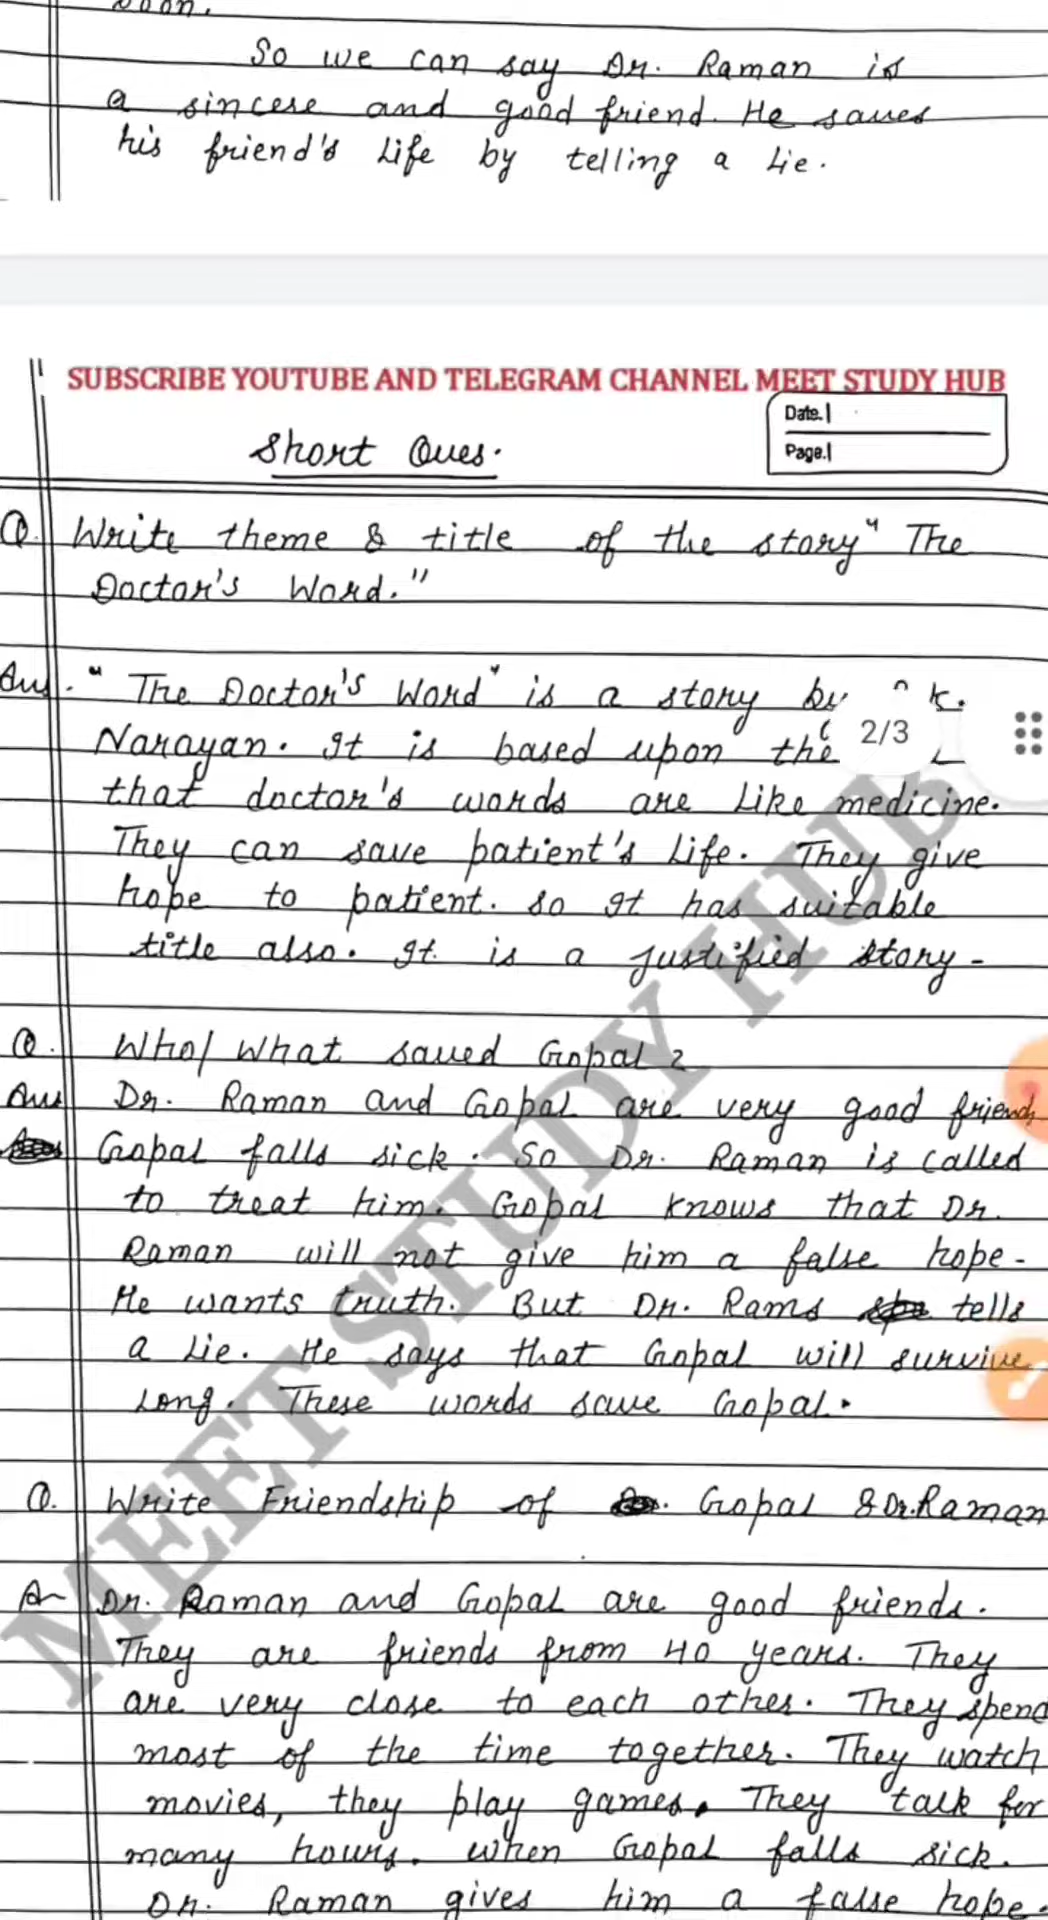 soon.
So we can say Dr. Raman is
a sincere and good friend. He saves
his friend's Life by telling a Lie.
SUBSCRIBE YOUTUBE AND TELEGRAM CHANNEL MEET STUDY HUB
Date.
Page.
Short Ques.
Q. Write theme & title of the story "The
Doctor's Word."
Ans. "The Doctor's Word" is a story by K.
Narayan. It is based upon the
2/3
that doctor's words are Like medicine.
They can save patient's Life. They give
hope to patient. So It has suitable
title also. It is a justified story -
Q. Who/ What saved Gopal?
Ans Dr. Raman and Gopal are very good friends
Gopal falls sick. So Dr. Raman is called
to treat him. Gopal knows that Dr.
Raman will not give him a false hope -
He wants truth. But Dr. Rams tells
a Lie. He says that Gopal will survive
Long. These words save Gopal.
Q. Write Friendship of Gopal & Dr. Raman
An Dr. Raman and Gopal are good friends.
They are friends from 40 years. They
are very close to each other. They spend
most of the time together. They watch
movies, they play games. They talk for
many hours. when Gopal falls sick.
Dr. Raman gives him a false hope.
MEET STUDY HUB